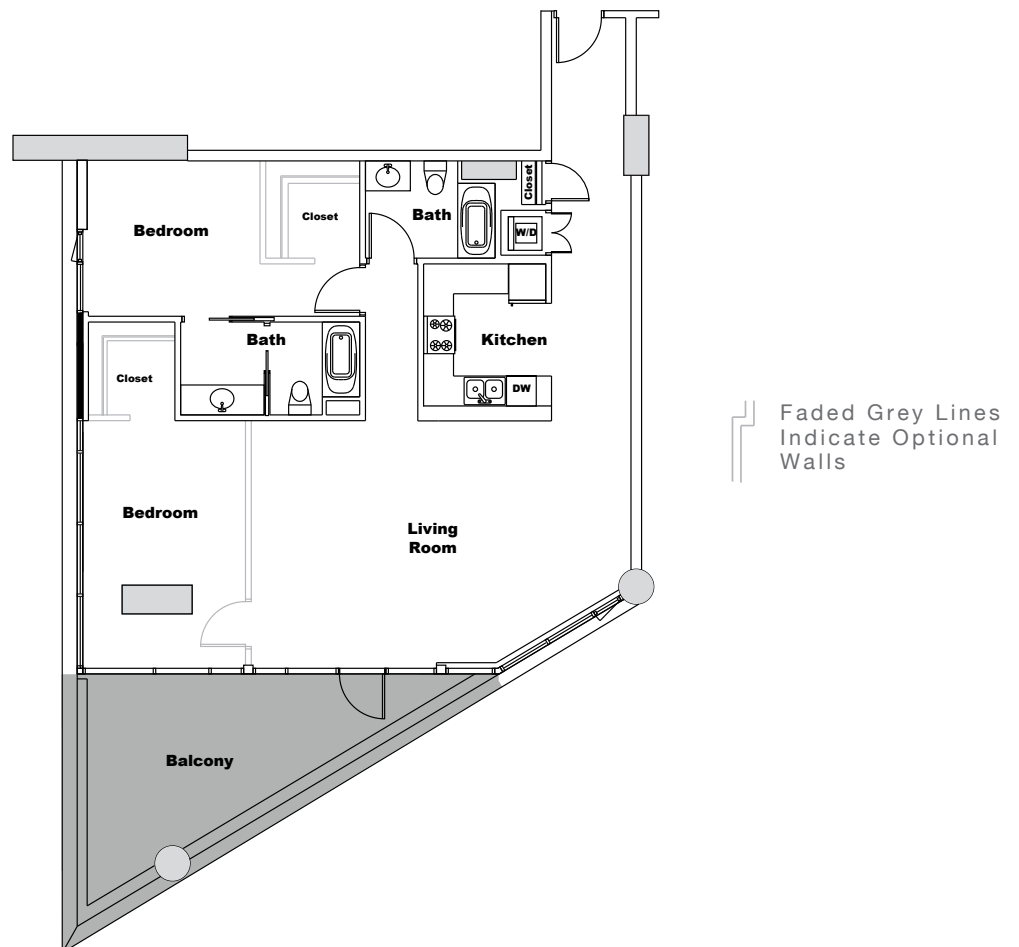 Closet
Closet
Bath
Bedroom
W/D
Bath
Kitchen
Closet
DW
Faded Grey Lines
Indicate Optional
Walls
Bedroom
Living
Room
Balcony